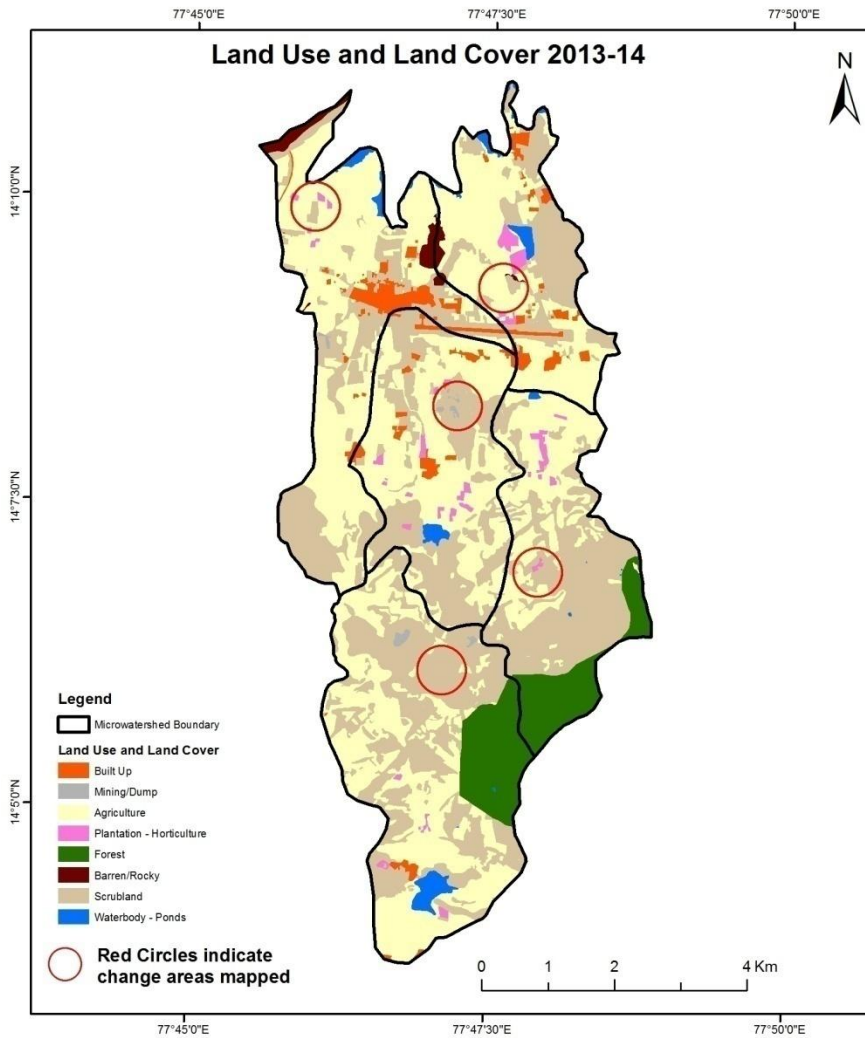 77°45'0"E
77°47'30"E
77°50'0"E
Land Use and Land Cover 2013-14
N
14°10'0"N
14°7'30"N
14°5'0"N
Legend
Microwatershed Boundary
Land Use and Land Cover
Built Up
Mining/Dump
Agriculture
Plantation - Horticulture
Forest
Barren/Rocky
Scrubland
Waterbody - Ponds
Red Circles indicate
change areas mapped
0 1 2 4 Km
77°45'0"E
77°47'30"E
77°50'0"E